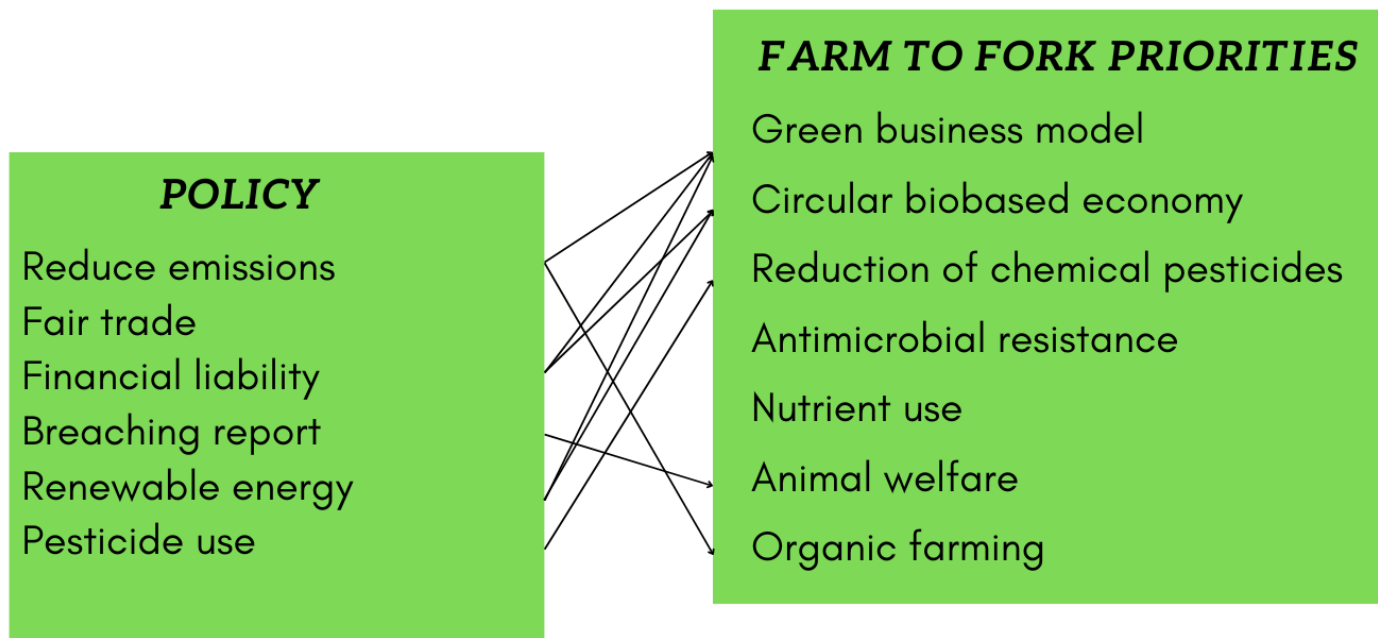 POLICY
Reduce emissions
Fair trade
Financial liability
Breaching report
Renewable energy
Pesticide use
FARM TO FORK PRIORITIES
Green business model
Circular biobased economy
Reduction of chemical pesticides
Antimicrobial resistance
Nutrient use
Animal welfare
Organic farming